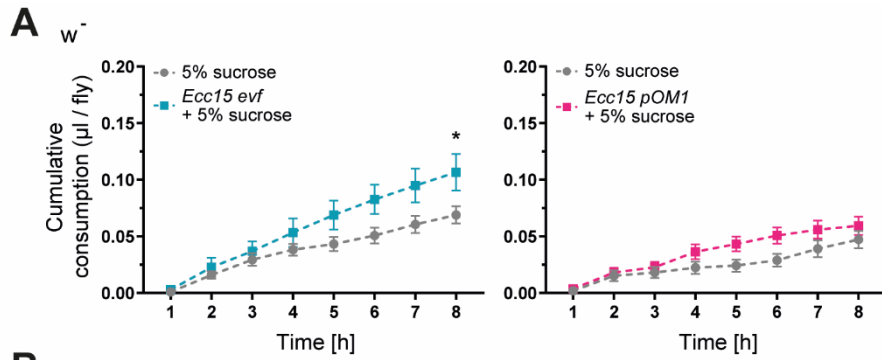 A w-
Cumulative
consumption (µl / fly)
0.20
0.15
0.10
0.05
0.00
5% sucrose
Ecc15 evf
+ 5% sucrose
*
1 2 3 4 5 6 7 8
Time [h]
0.20
0.15
0.10
0.05
0.00
5% sucrose
Ecc15 pOM1
+ 5% sucrose
1 2 3 4 5 6 7 8
Time [h]